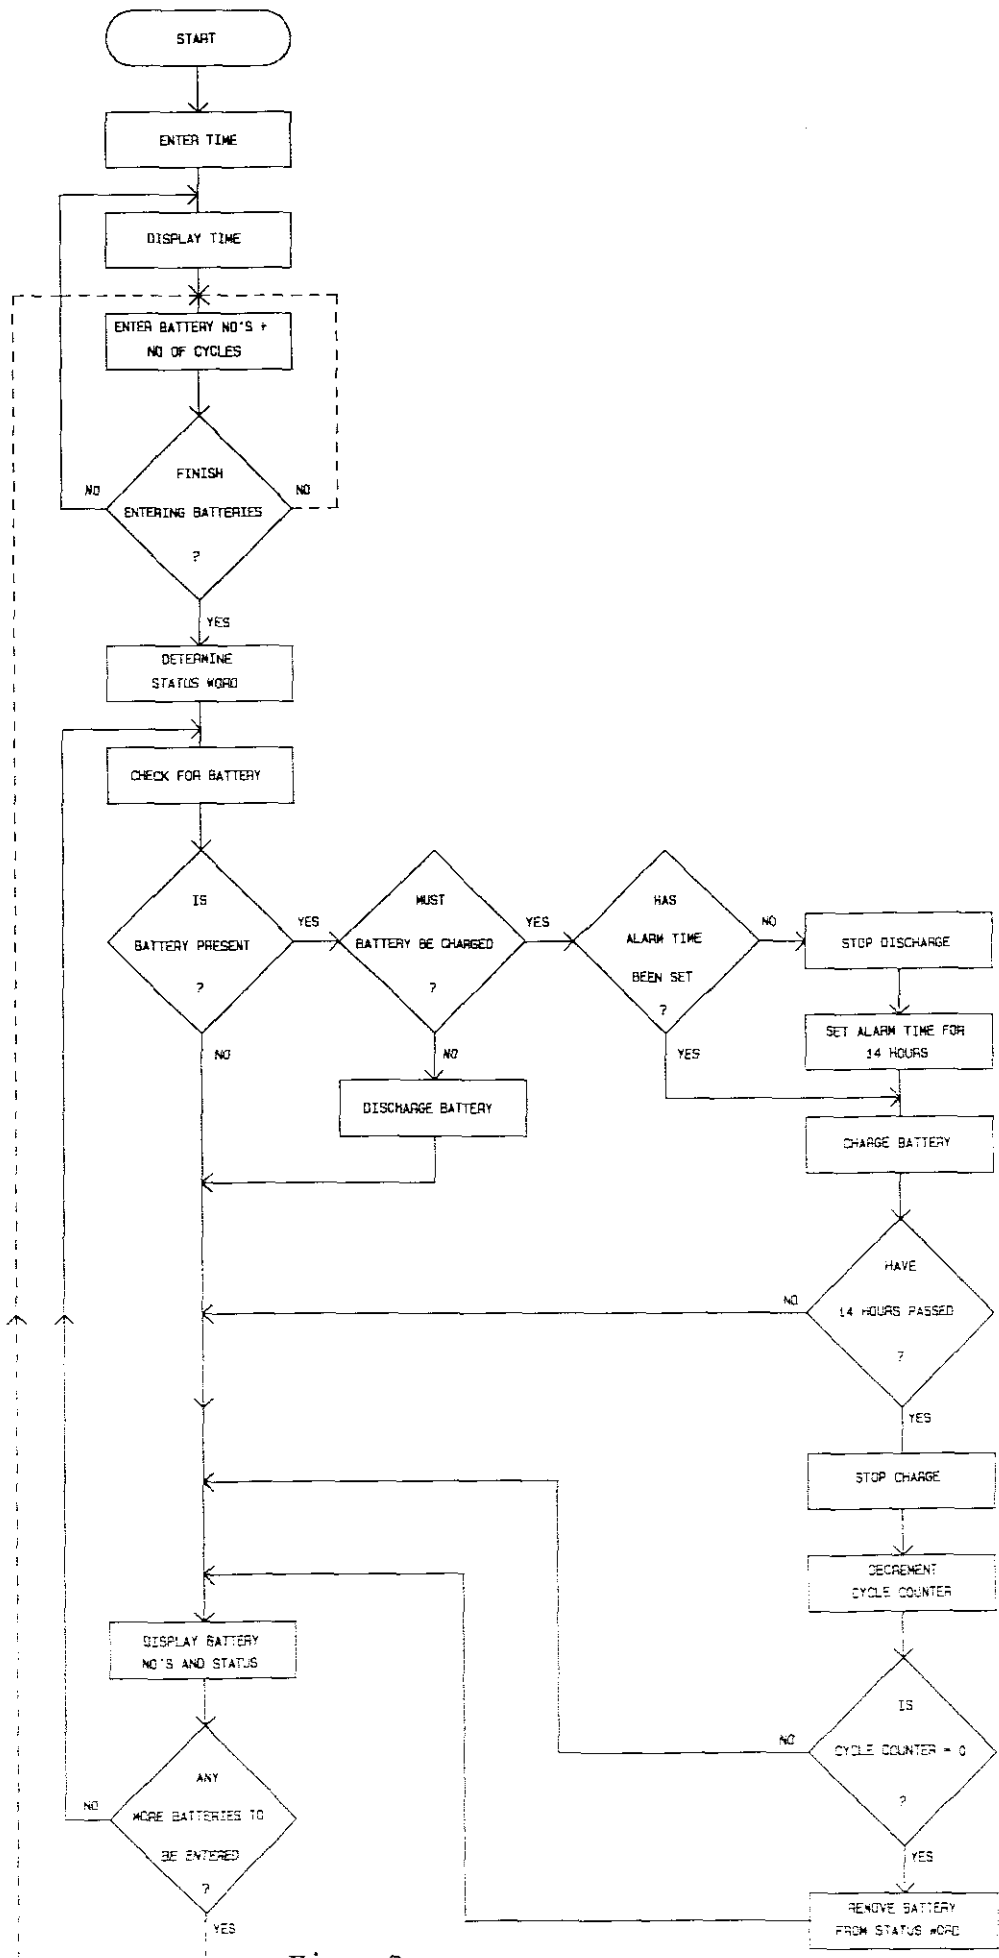 START
ENTER TIME
DISPLAY TIME
ENTER BATTERY NO'S +
NO OF CYCLES
FINISH
ENTERING BATTERIES
?
NO
NO
YES
DETERMINE
STATUS WORD
CHECK FOR BATTERY
IS
BATTERY PRESENT
?
YES
NO
MUST
BATTERY BE CHARGED
?
YES
NO
DISCHARGE BATTERY
HAS
ALARM TIME
BEEN SET
?
NO
YES
STOP DISCHARGE
SET ALARM TIME FOR
14 HOURS
CHARGE BATTERY
HAVE
14 HOURS PASSED
?
NO
YES
STOP CHARGE
DECREMENT
CYCLE COUNTER
IS
CYCLE COUNTER = 0
?
NO
YES
REMOVE BATTERY
FROM STATUS WORD
DISPLAY BATTERY
NO'S AND STATUS
ANY
MORE BATTERIES TO
BE ENTERED
?
NO
YES